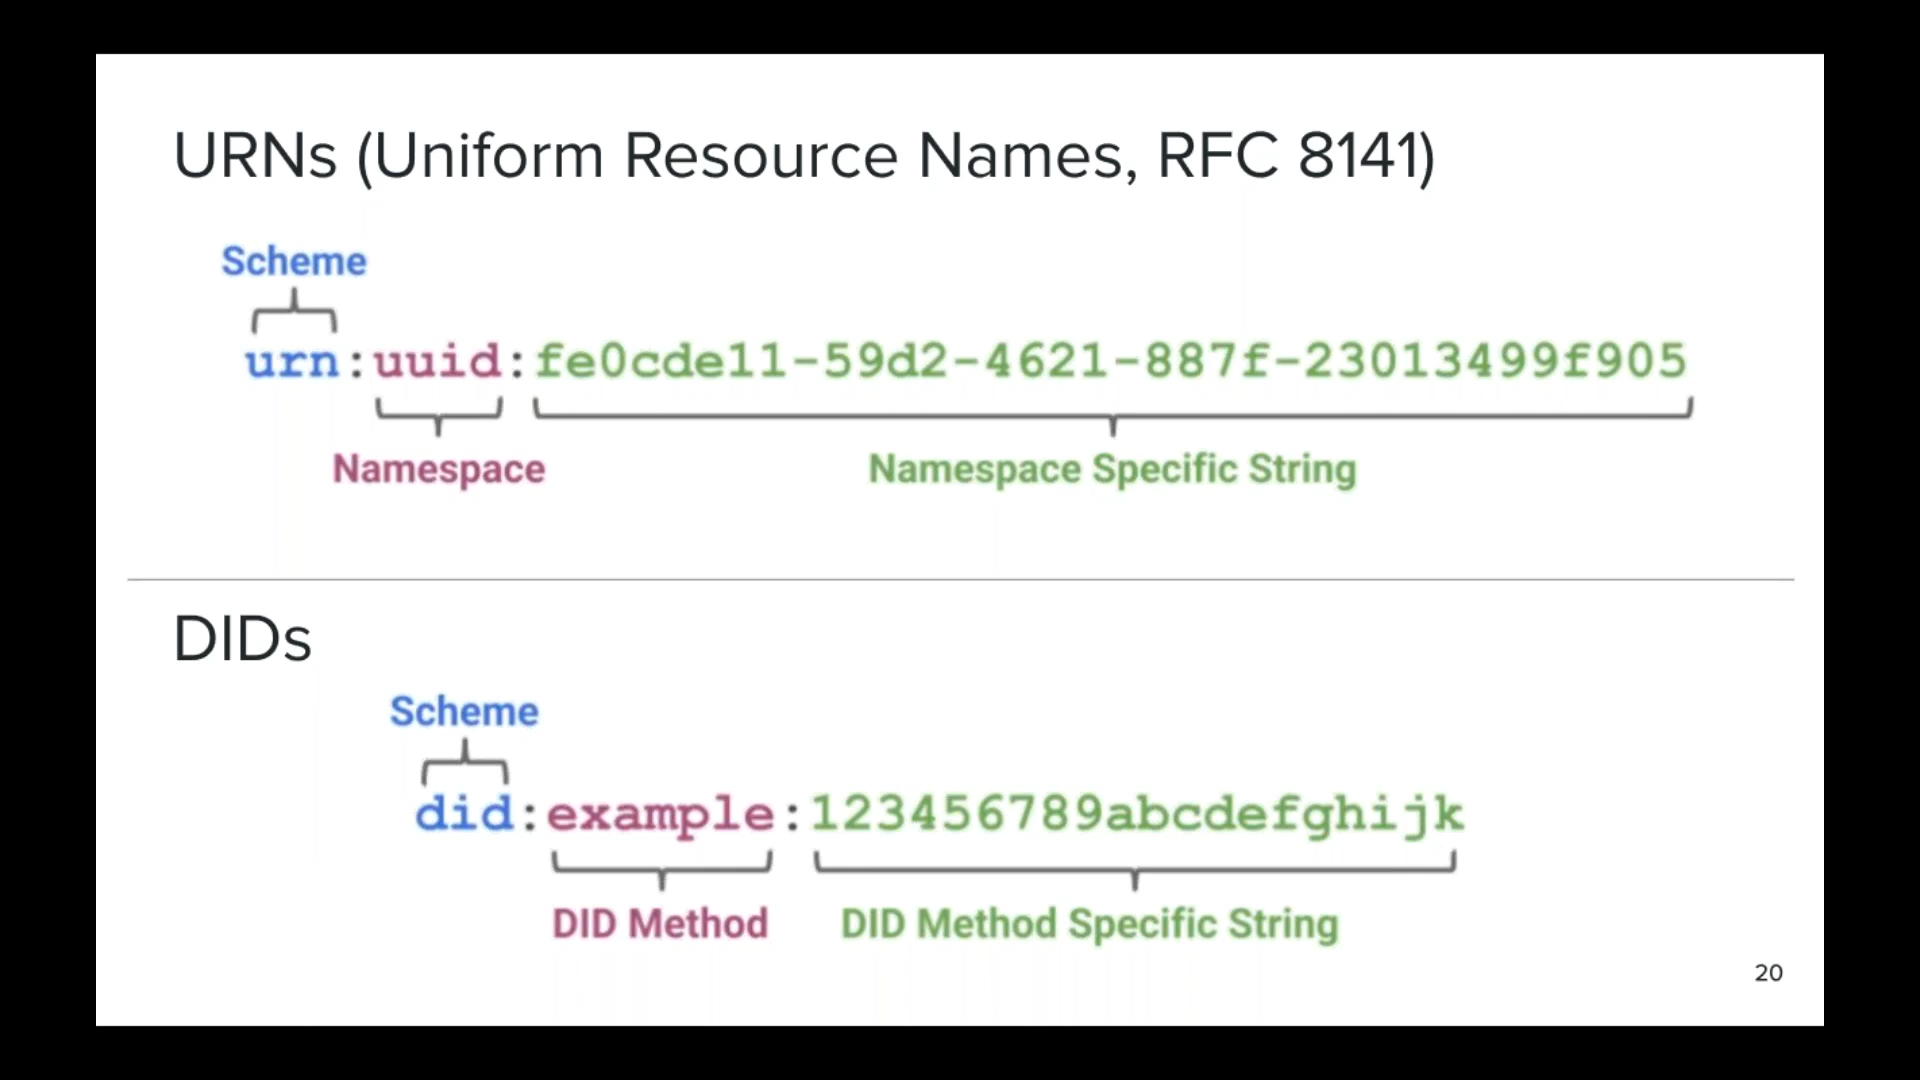 URNs (Uniform Resource Names, RFC 8141)
Scheme
urn:uuid:fe0cde11-59d2-4621-887f-23013499f905
Namespace Namespace Specific String
DIDs
Scheme
did:example:123456789abcdefghijk
DID Method DID Method Specific String
20